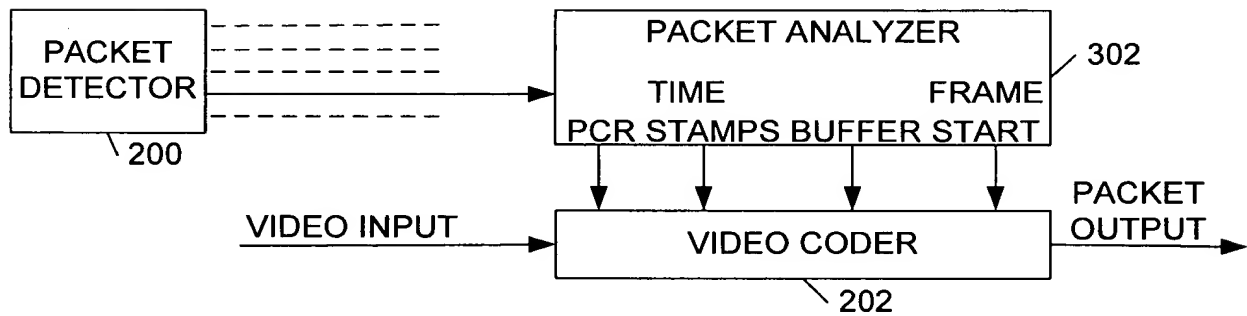 PACKET
DETECTOR
200
PACKET ANALYZER
302
TIME FRAME
PCR STAMPS BUFFER START
VIDEO INPUT
VIDEO CODER
202
PACKET
OUTPUT